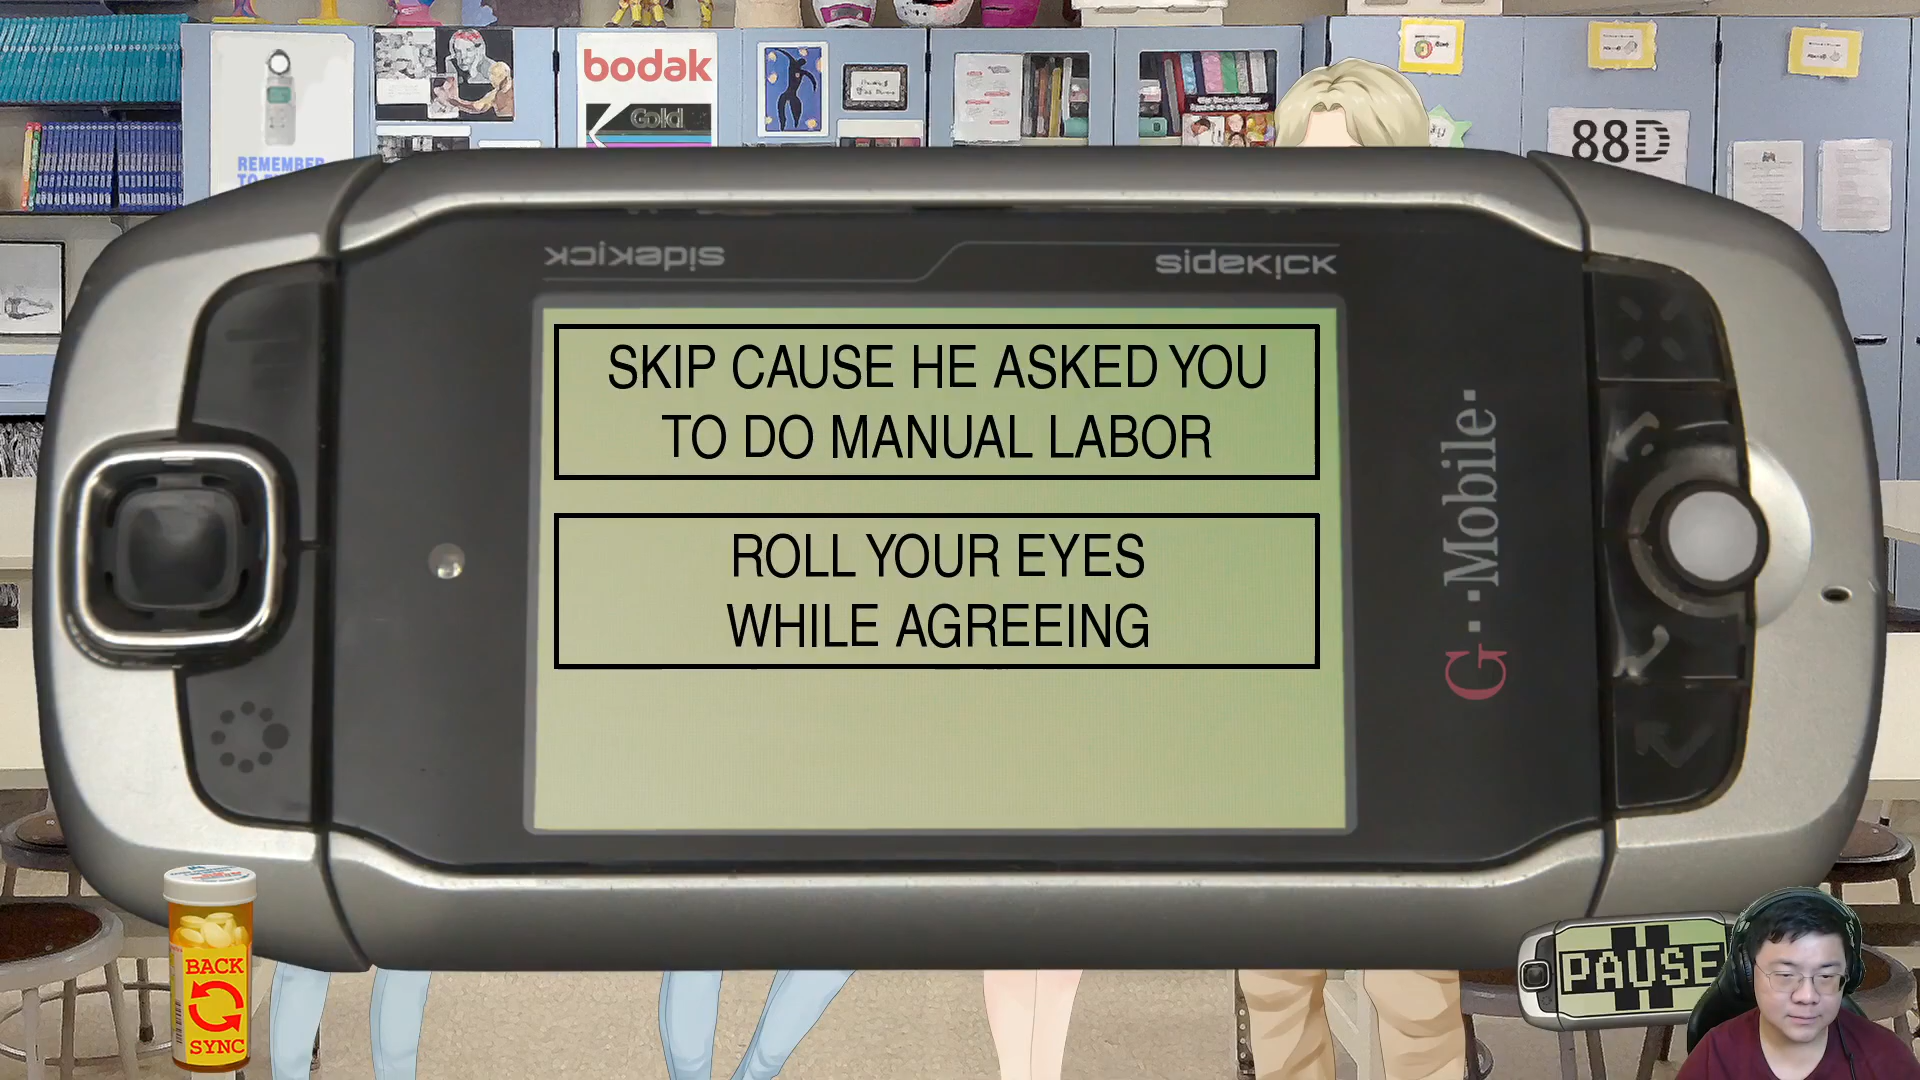 bodak
Gold
REMEMBER
88D
sidekick
sidekick
SKIP CAUSE HE ASKED YOU
TO DO MANUAL LABOR
ROLL YOUR EYES
WHILE AGREEING
G··Mobile·
BACK
SYNC
PAUSE